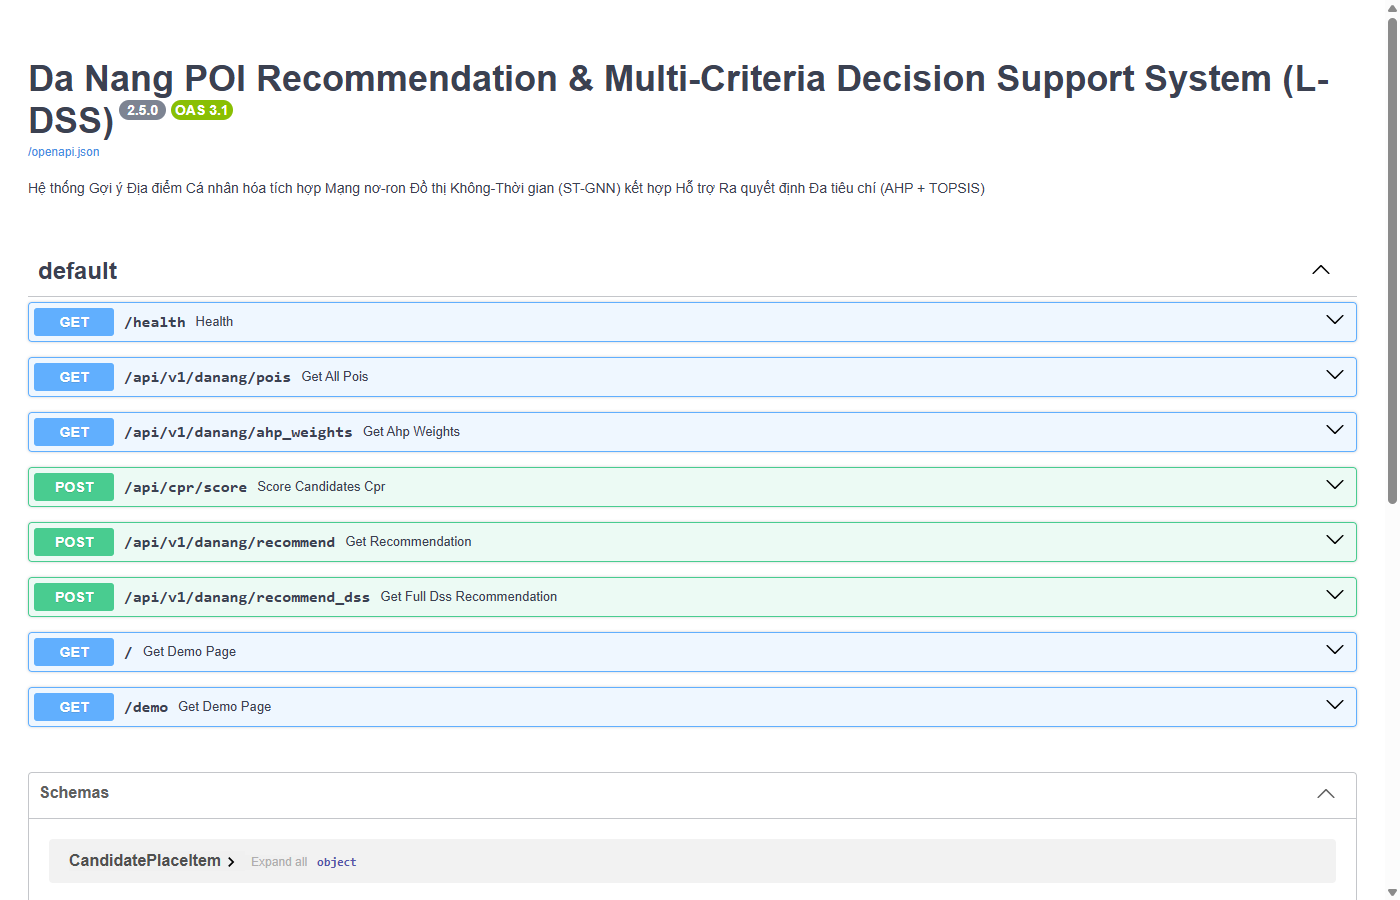 Da Nang POI Recommendation & Multi-Criteria Decision Support System (L-
DSS) 2.5.0 OAS 3.1
/openapi.json
Hệ thống Gợi ý Địa điểm Cá nhân hóa tích hợp Mạng nơ-ron Đồ thị Không-Thời gian (ST-GNN) kết hợp Hỗ trợ Ra quyết định Đa tiêu chí (AHP + TOPSIS)
default
GET /health Health
GET /api/v1/danang/pois Get All Pois
GET /api/v1/danang/ahp_weights Get Ahp Weights
POST /api/cpr/score Score Candidates Cpr
POST /api/v1/danang/recommend Get Recommendation
POST /api/v1/danang/recommend_dss Get Full Dss Recommendation
GET / Get Demo Page
GET /demo Get Demo Page
Schemas
CandidatePlaceItem Expand all object